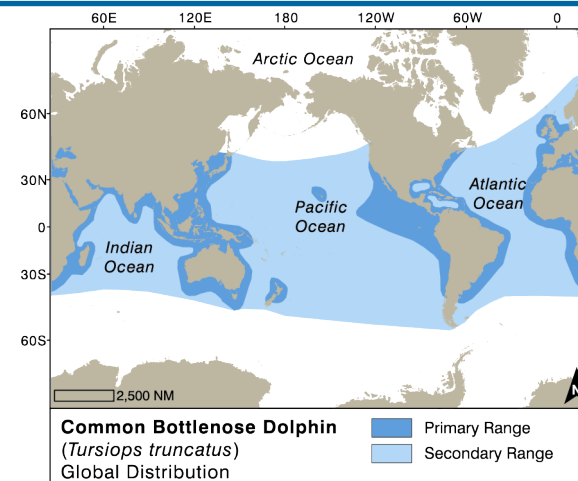 60E 120E 180 120W 60W 0
Arctic Ocean
60N
30N
Atlantic
Ocean
Pacific
Ocean
0
Indian
Ocean
30S
60S
2,500 NM
N
Common Bottlenose Dolphin
(Tursiops truncatus)
Global Distribution
Primary Range
Secondary Range